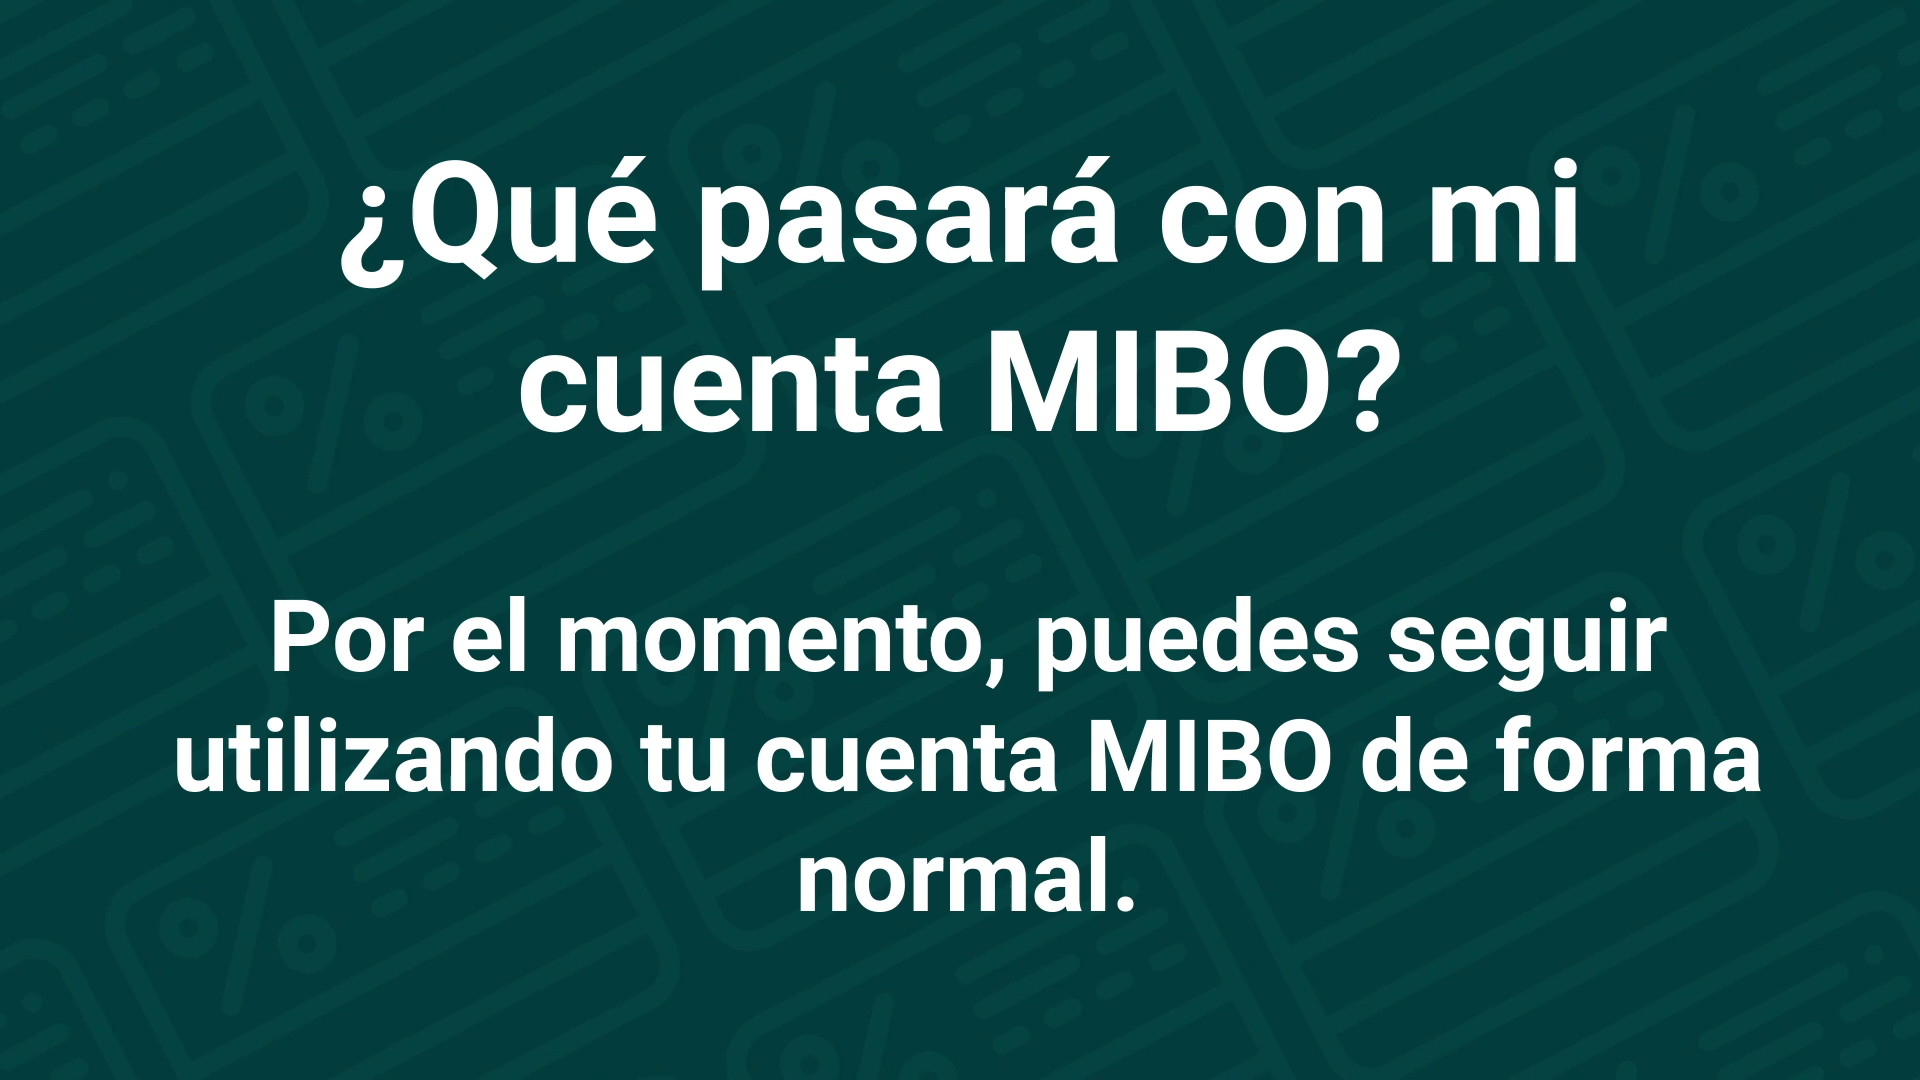 ¿Qué pasará con mi
cuenta MIBO?
Por el momento, puedes seguir
utilizando tu cuenta MIBO de forma
normal.